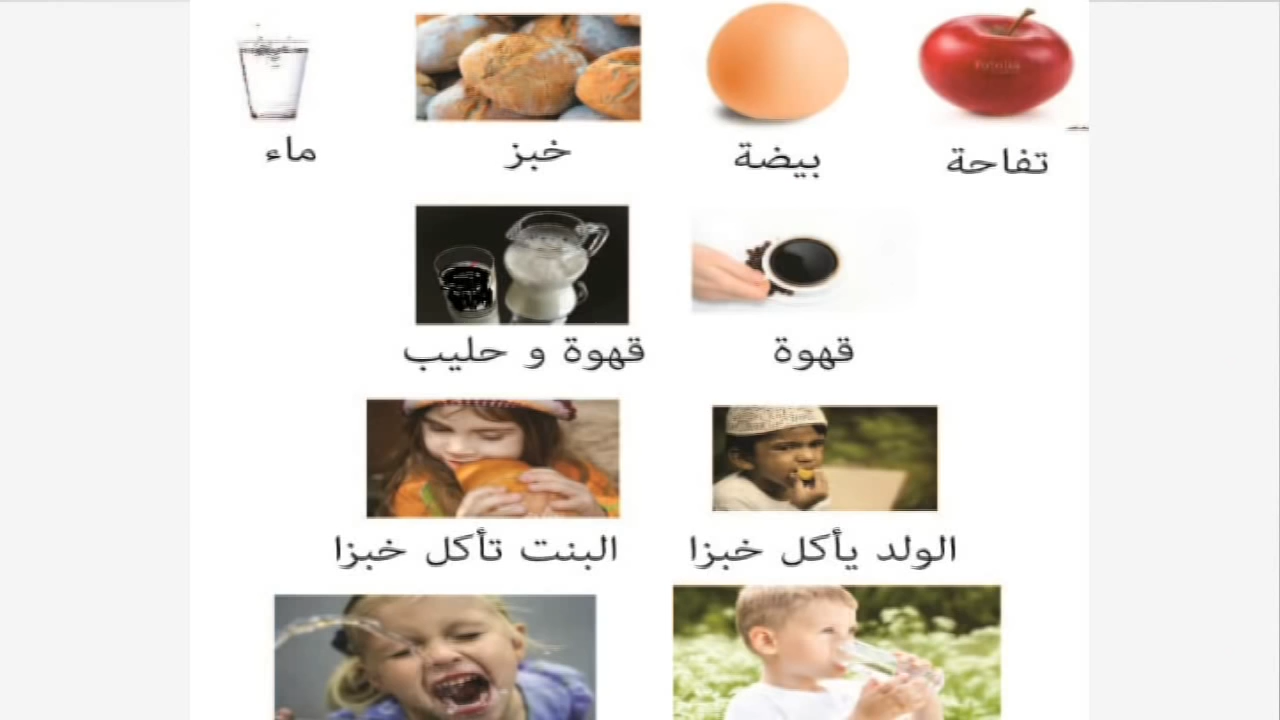 تفاحة
بيضة
خبز
ماء
قهوة
قهوة و حليب
الولد يأكل خبزا
البنت تأكل خبزا